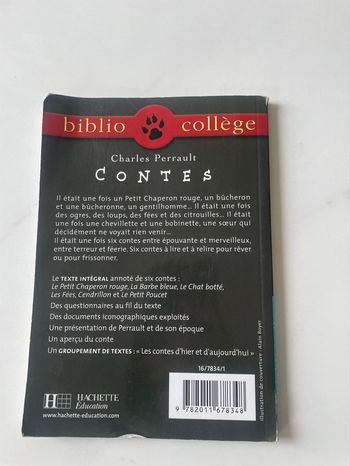 biblio collège
Charles Perrault
CONTES
Il était une fois un Petit Chaperon rouge, un bûcheron
et une bûcheronne, un gentilhomme... Il était une fois
des ogres, des loups, des fées et des citrouilles... Il était
une fois une chevillette et une bobinette, une sœur qui
décidément ne voyait rien venir...
Il était une fois six contes entre épouvante et merveilleux,
entre terreur et féerie. Six contes à lire et à relire pour rêver
ou pour frissonner.
Le TEXTE INTÉGRAL annoté de six contes :
Le Petit Chaperon rouge, La Barbe bleue, Le Chat botté,
Les Fées, Cendrillon et Le Petit Poucet
Des questionnaires au fil du texte
Des documents iconographiques exploités
Une présentation de Perrault et de son époque
Un aperçu du conte
Un GROUPEMENT DE TEXTES : « Les contes d'hier et d'aujourd'hui »
16/7834/1
HACHETTE
Éducation
www.hachette-education.com
9 782011 678348
Illustration de couverture : Alain Boyer